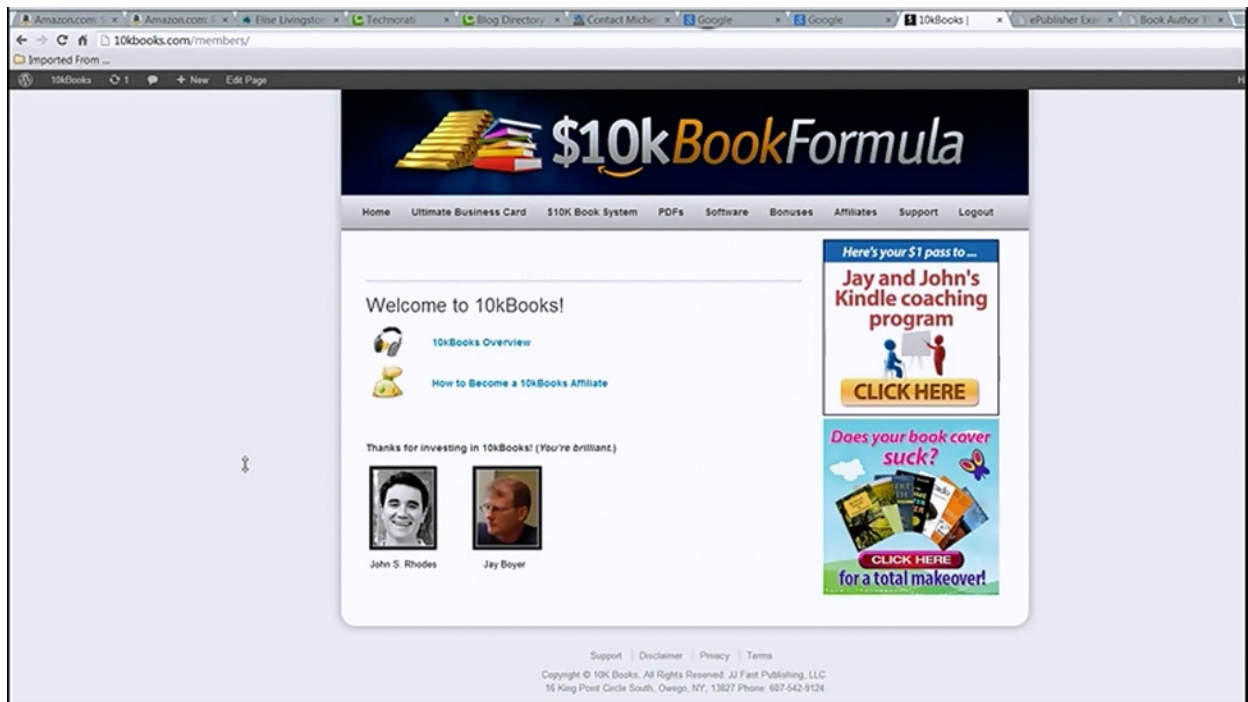 Amazon.com: S
Amazon.com: F
Elise Livingston
Technorati
Blog Directory
Contact Miche
Google
Google
10kBooks |
ePublisher Exa
Book Author T
10kbooks.com/members/
Imported From ...
10kBooks 1 + New Edit Page
$10kBookFormula
Home Ultimate Business Card $10K Book System PDFs Software Bonuses Affiliates Support Logout
Welcome to 10kBooks!
10kBooks Overview
How to Become a 10kBooks Affiliate
Thanks for investing in 10kBooks! (You're brilliant.)
John S. Rhodes Jay Boyer
Here's your $1 pass to ...
Jay and John's
Kindle coaching
program
CLICK HERE
Does your book cover
suck?
CLICK HERE
for a total makeover!
Support | Disclaimer | Privacy | Terms
Copyright © 10K Books, All Rights Reserved. JJ Fast Publishing, LLC
16 King Point Circle South, Owego, NY, 13827 Phone: 607-542-9124